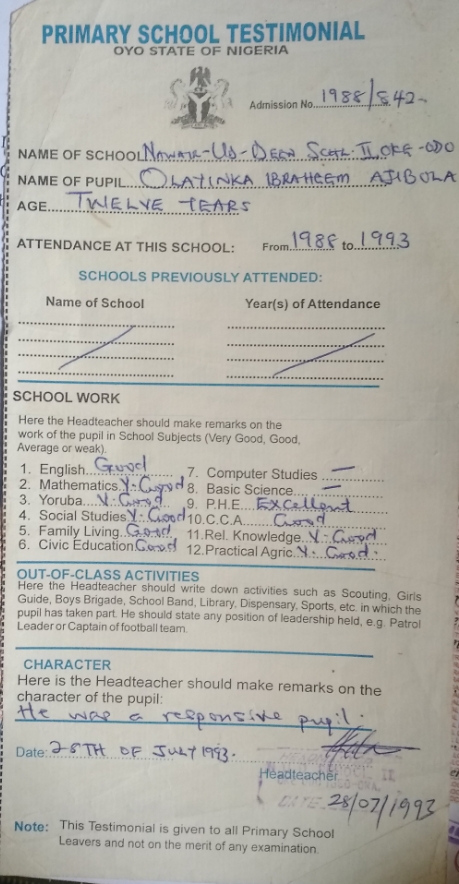 PRIMARY SCHOOL TESTIMONIAL
OYO STATE OF NIGERIA
Admission No. 1988/842
NAME OF SCHOOL NAWAIR-UD-DEEN SCHL. II, OKE-ODO
NAME OF PUPIL OLAYINKA IBRAHEEM AJIBOLA
AGE TWELVE YEARS
ATTENDANCE AT THIS SCHOOL: From 1988 to 1993
SCHOOLS PREVIOUSLY ATTENDED:
Name of School Year(s) of Attendance
SCHOOL WORK
Here the Headteacher should make remarks on the
work of the pupil in School Subjects (Very Good, Good,
Average or weak).
1. English Good 7. Computer Studies —
2. Mathematics V. Good 8. Basic Science —
3. Yoruba V. Good 9. P.H.E. Excellent
4. Social Studies V. Good 10. C.C.A Good
5. Family Living Good 11. Rel. Knowledge V. Good
6. Civic Education Good 12. Practical Agric V. Good
OUT-OF-CLASS ACTIVITIES
Here the Headteacher should write down activities such as Scouting, Girls
Guide, Boys Brigade, School Band, Library, Dispensary, Sports, etc. in which the
pupil has taken part. He should state any position of leadership held, e.g. Patrol
Leader or Captain of football team.
CHARACTER
Here is the Headteacher should make remarks on the
character of the pupil:
He was a responsive pupil.
Date: 28TH OF JULY 1993.
Headteacher
DATE 28/07/1993
Note: This Testimonial is given to all Primary School
Leavers and not on the merit of any examination.